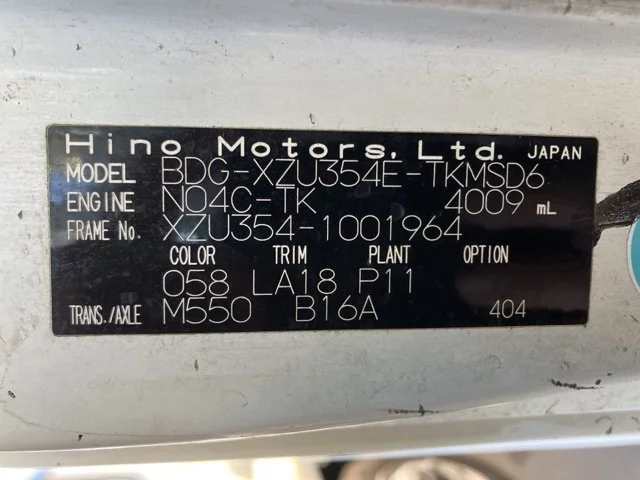 Hino Motors, Ltd. JAPAN
MODEL BDG-XZU354E-TKMSD6
ENGINE N04C-TK 4009 mL
FRAME No. XZU354-1001964
COLOR TRIM PLANT OPTION
058 LA18 P11
TRANS./AXLE M550 B16A 404